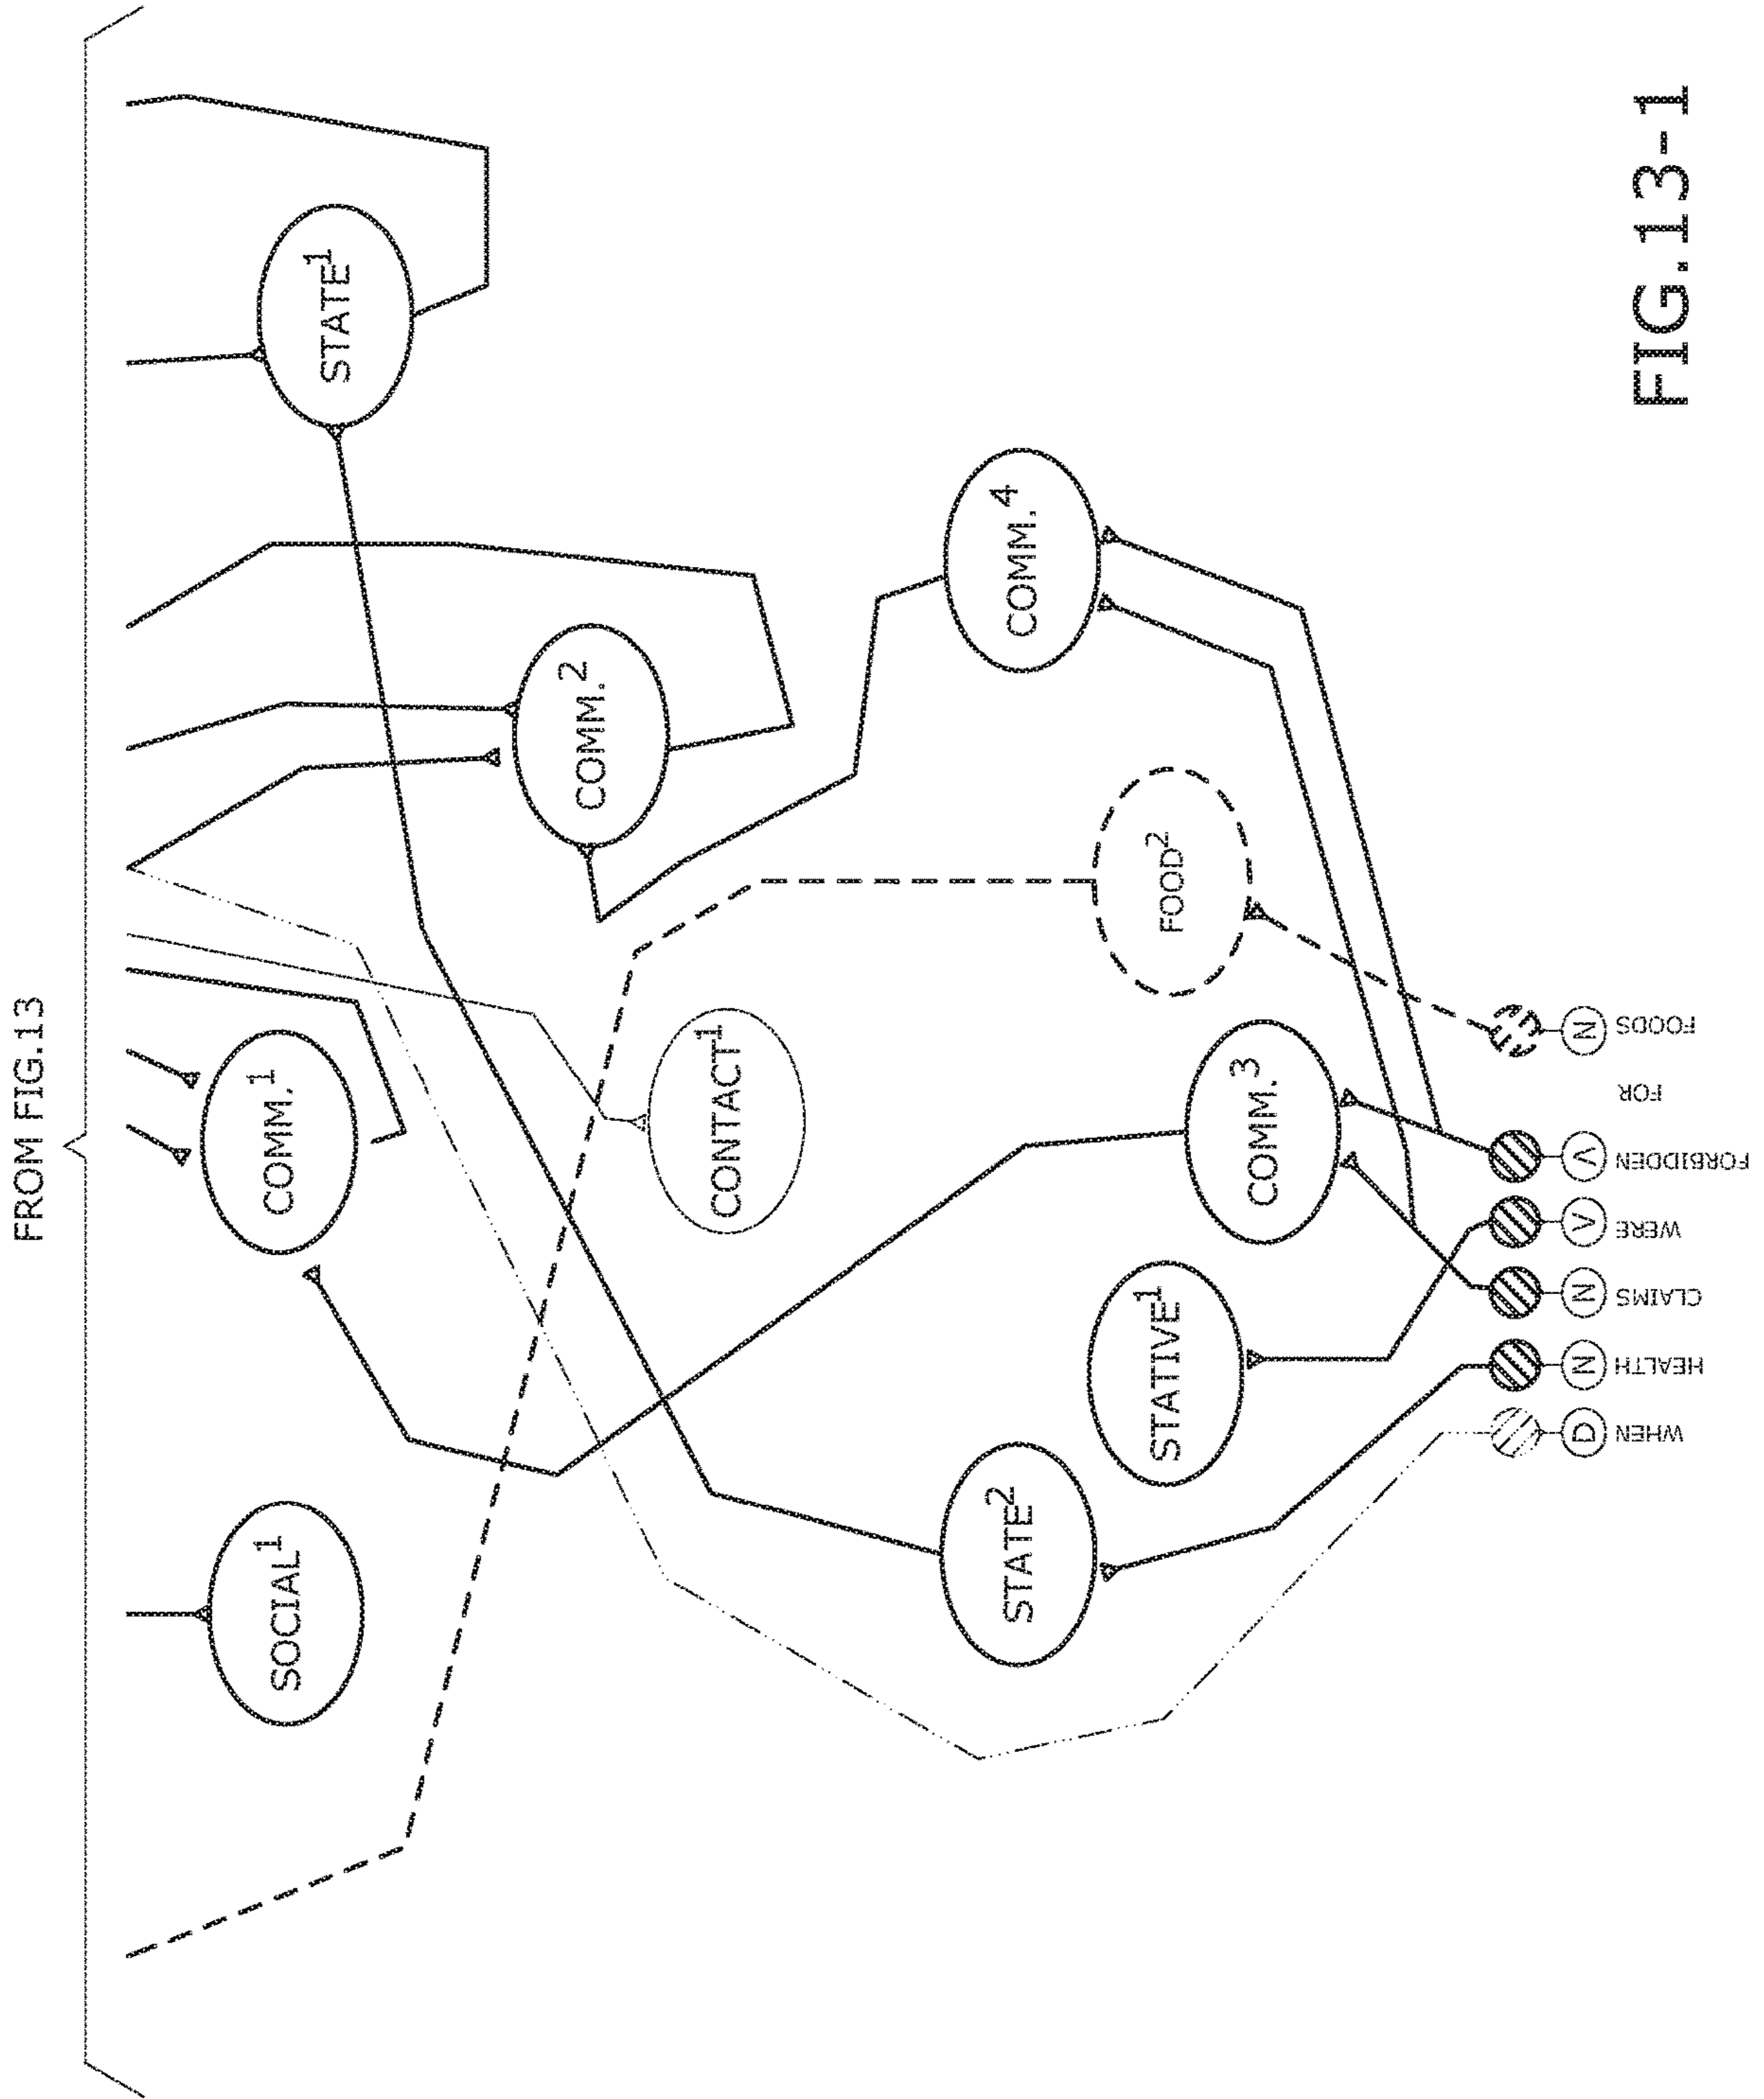 FROM FIG.13
STATE1
COMM.2
COMM.4
COMM.1
CONTACT1
FOOD2
COMM.3
SOCIAL1
STATE2
STATIVE1
D WHEN
N HEALTH
N CLAIMS
V WERE
V FORBIDDEN
FOR
N FOODS
FIG.13-1